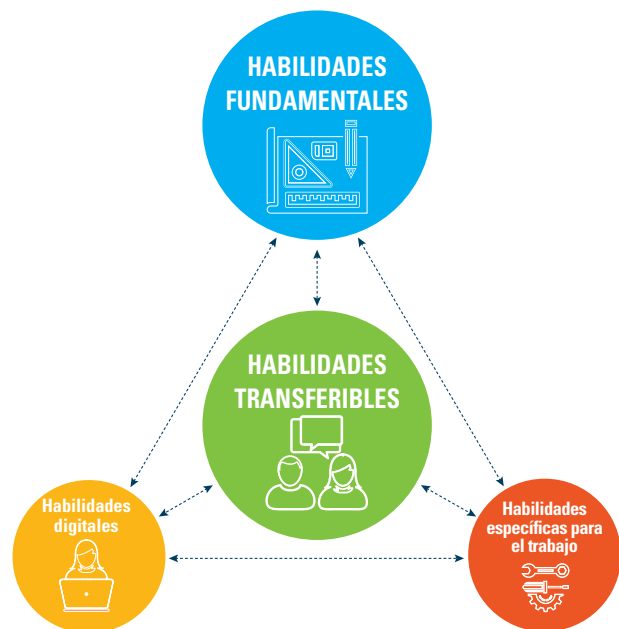 HABILIDADES
FUNDAMENTALES
HABILIDADES
TRANSFERIBLES
Habilidades
digitales
Habilidades
específicas para
el trabajo